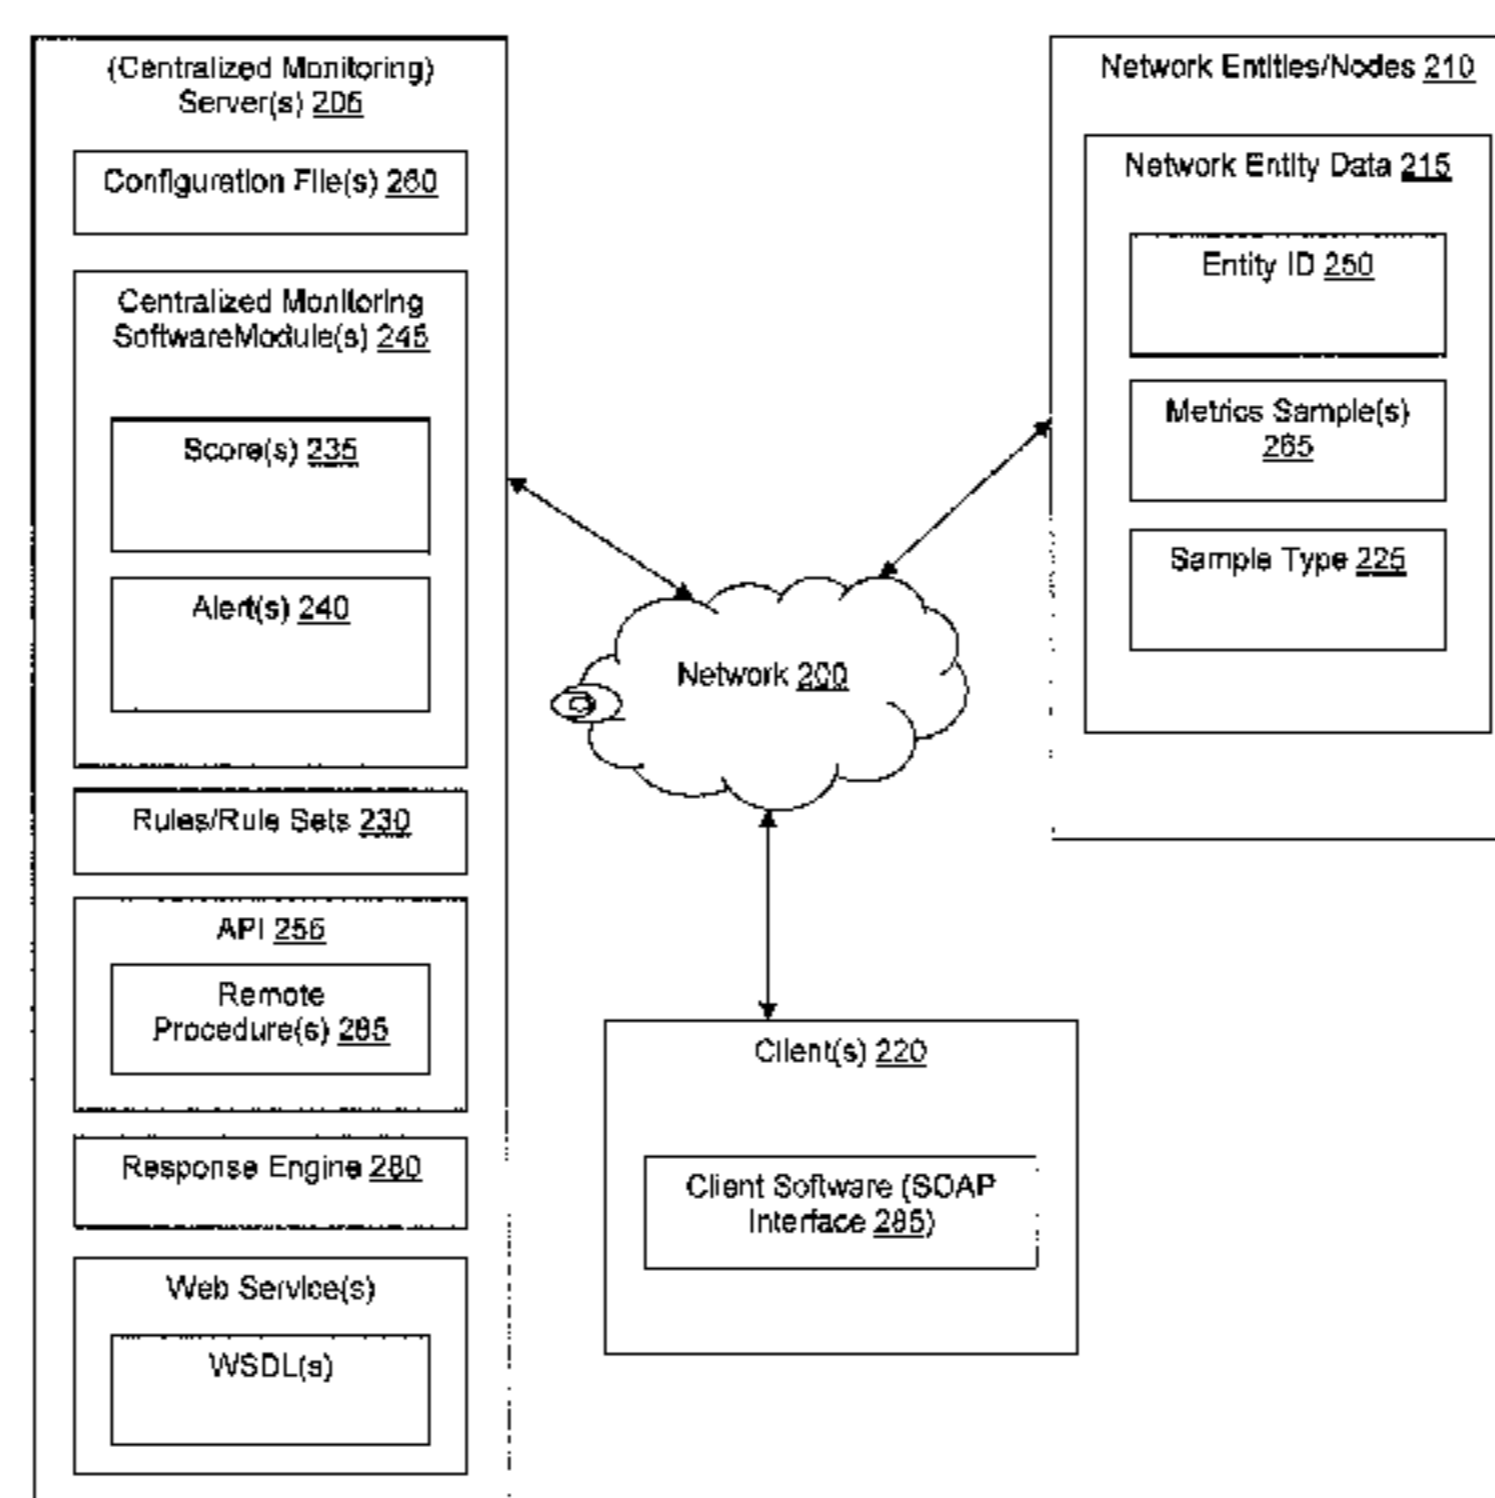 (Centralized Monitoring)
Server(s) 205
Configuration File(s) 260
Centralized Monitoring
SoftwareModule(s) 245
Score(s) 235
Alert(s) 240
Rules/Rule Sets 230
API 255
Remote
Procedure(s) 285
Response Engine 280
Web Service(s)
WSDL(s)
Network 200
Network Entities/Nodes 210
Network Entity Data 215
Entity ID 250
Metrics Sample(s)
265
Sample Type 225
Client(s) 220
Client Software (SOAP
Interface 285)